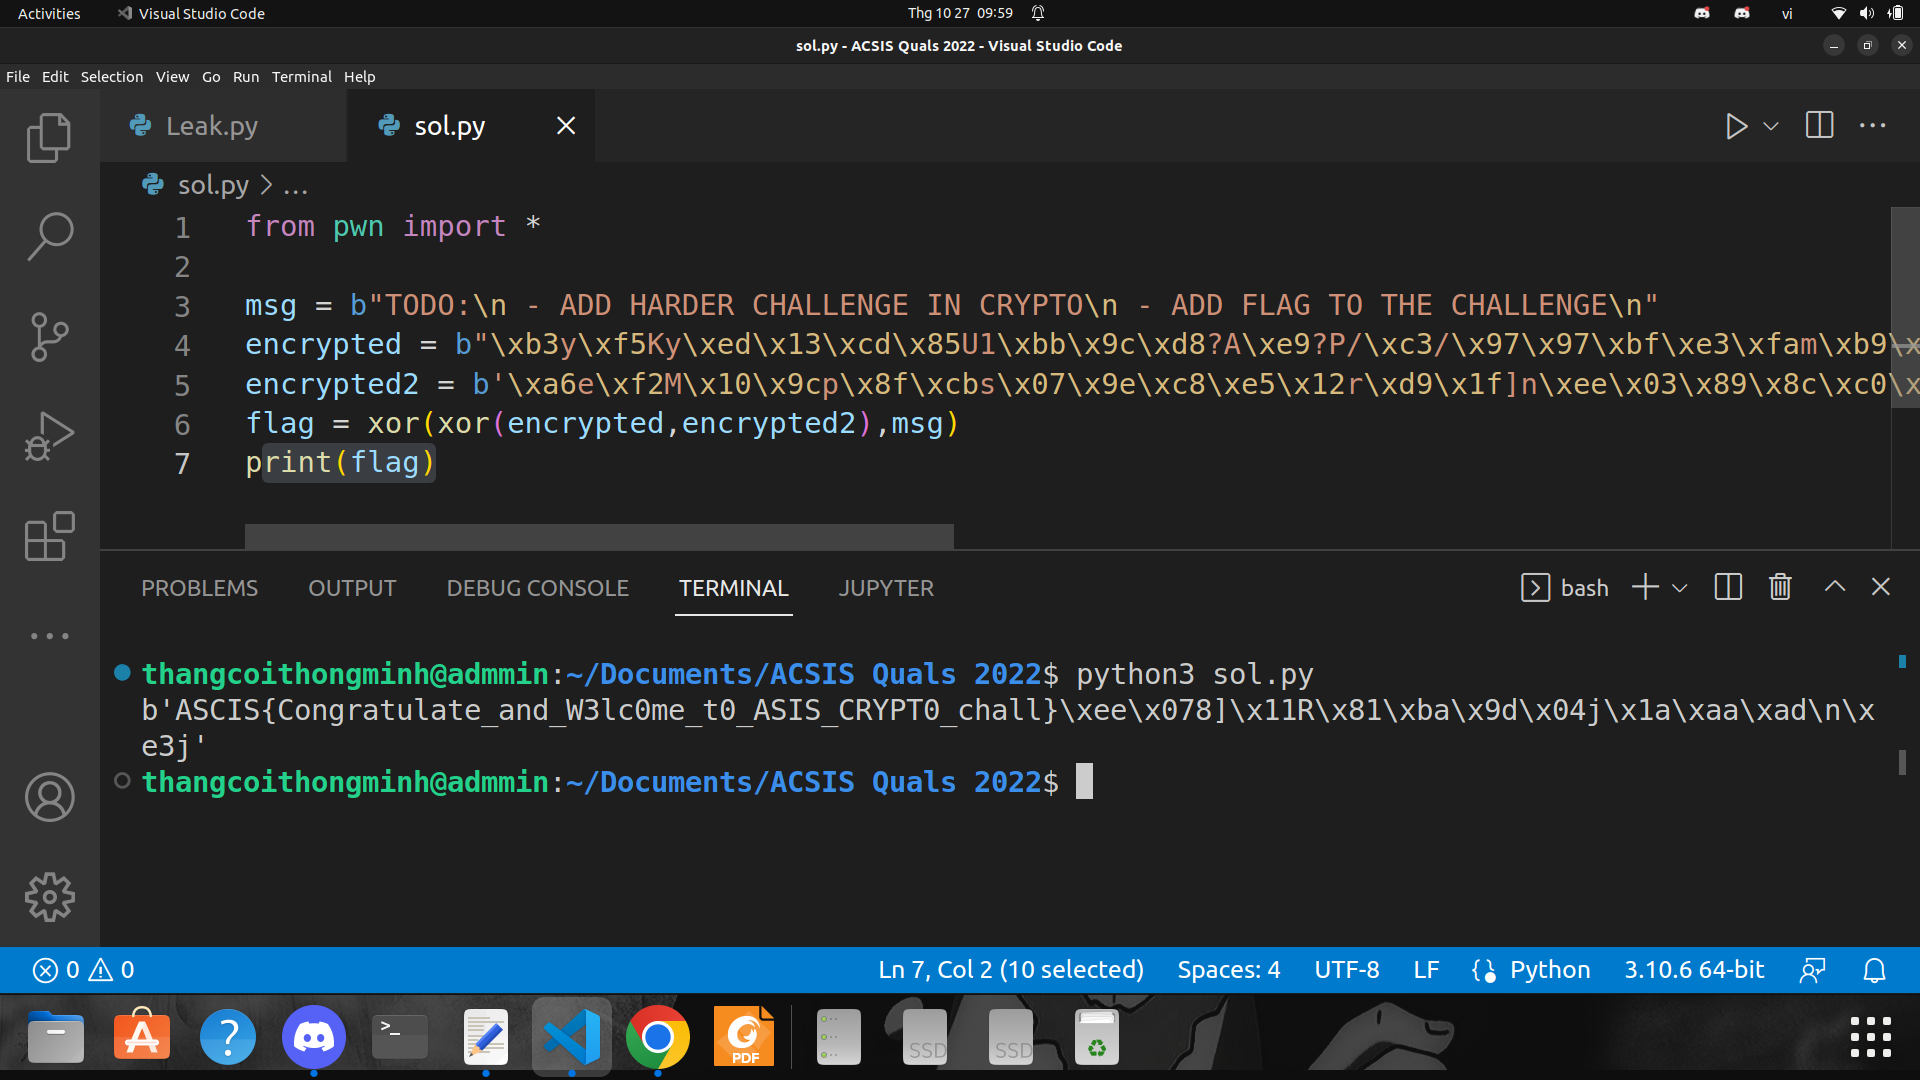 Activities Visual Studio Code Thg 10 27 09:59 vi
sol.py - ACSIS Quals 2022 - Visual Studio Code
File Edit Selection View Go Run Terminal Help
Leak.py sol.py
sol.py > ...
1 from pwn import *
2
3 msg = b"TODO:\n - ADD HARDER CHALLENGE IN CRYPTO\n - ADD FLAG TO THE CHALLENGE\n"
4 encrypted = b"\xb3y\xf5Ky\xed\x13\xcd\x85U1\xbb\x9c\xd8?A\xe9?P/\xc3/\x97\x97\xbf\xe3\xfam\xb9\x
5 encrypted2 = b'\xa6e\xf2M\x10\x9cp\x8f\xcbs\x07\x9e\xc8\xe5\x12r\xd9\x1f]n\xee\x03\x89\x8c\xc0\x
6 flag = xor(xor(encrypted,encrypted2),msg)
7 print(flag)
PROBLEMS OUTPUT DEBUG CONSOLE TERMINAL JUPYTER bash
thangcoithongminh@admmin:~/Documents/ACSIS Quals 2022$ python3 sol.py
b'ASCIS{Congratulate_and_W3lc0me_t0_ASIS_CRYPT0_chall}\xee\x078]\x11R\x81\xba\x9d\x04j\x1a\xaa\xad\n\x
e3j'
thangcoithongminh@admmin:~/Documents/ACSIS Quals 2022$
0 0 Ln 7, Col 2 (10 selected) Spaces: 4 UTF-8 LF Python 3.10.6 64-bit
A ? >_ PDF SSD SSD